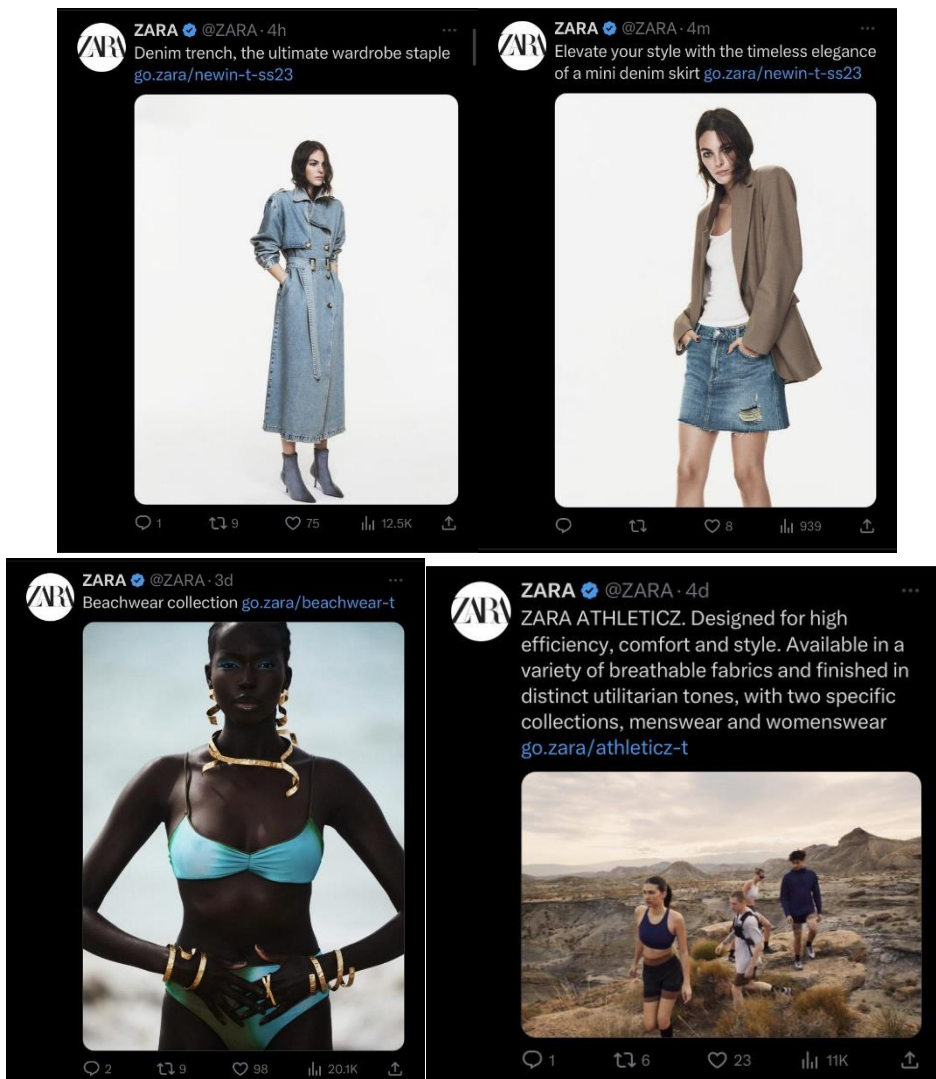 ZARA @ZARA · 4h
Denim trench, the ultimate wardrobe staple
go.zara/newin-t-ss23
ZARA
1 9 75 12.5K
ZARA @ZARA · 4m
Elevate your style with the timeless elegance
of a mini denim skirt go.zara/newin-t-ss23
ZARA
8 939
ZARA @ZARA · 3d
Beachwear collection go.zara/beachwear-t
ZARA
2 9 98 20.1K
ZARA @ZARA · 4d
ZARA ATHLETICZ. Designed for high
efficiency, comfort and style. Available in a
variety of breathable fabrics and finished in
distinct utilitarian tones, with two specific
collections, menswear and womenswear
go.zara/athleticz-t
ZARA
1 6 23 11K